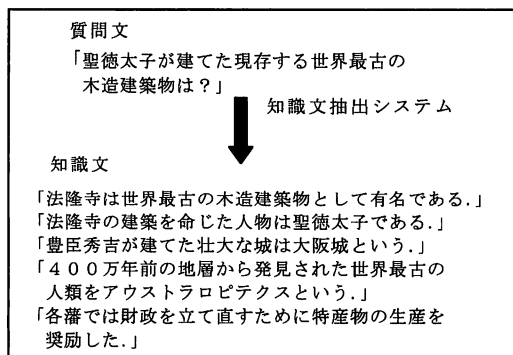 質問文
「聖徳太子が建てた現存する世界最古の
木造建築物は？」
知識文抽出システム
知識文
「法隆寺は世界最古の木造建築物として有名である.」
「法隆寺の建築を命じた人物は聖徳太子である.」
「豊臣秀吉が建てた壮大な城は大阪城という.」
「４００万年前の地層から発見された世界最古の
人類をアウストラロピテクスという.」
「各藩では財政を立て直すために特産物の生産を
奨励した.」